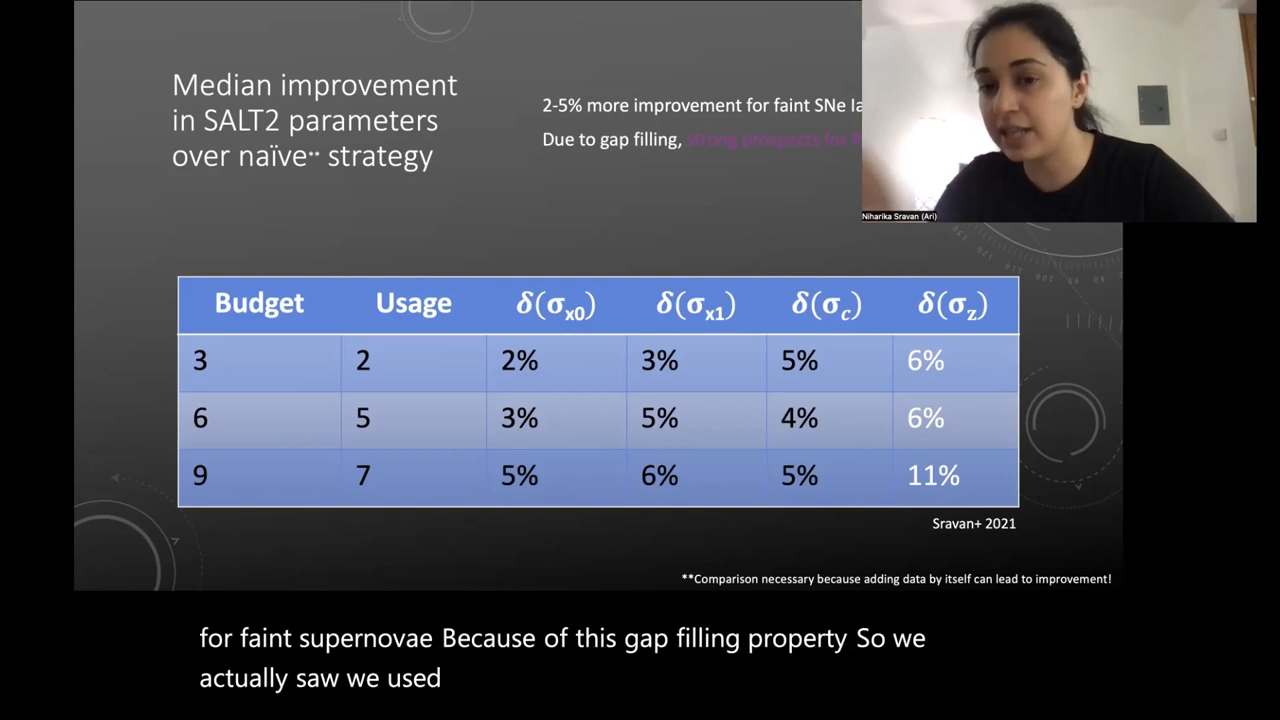 Median improvement
in SALT2 parameters
over naïve** strategy
2-5% more improvement for faint SNe
Due to gap filling, strong prospects for
Niharika Sravan (Ari)
Budget Usage δ(σx0) δ(σx1) δ(σc) δ(σz)
3 2 2% 3% 5% 6%
6 5 3% 5% 4% 6%
9 7 5% 6% 5% 11%
Sravan+ 2021
**Comparison necessary because adding data by itself can lead to improvement!
for faint supernovae Because of this gap filling property So we
actually saw we used